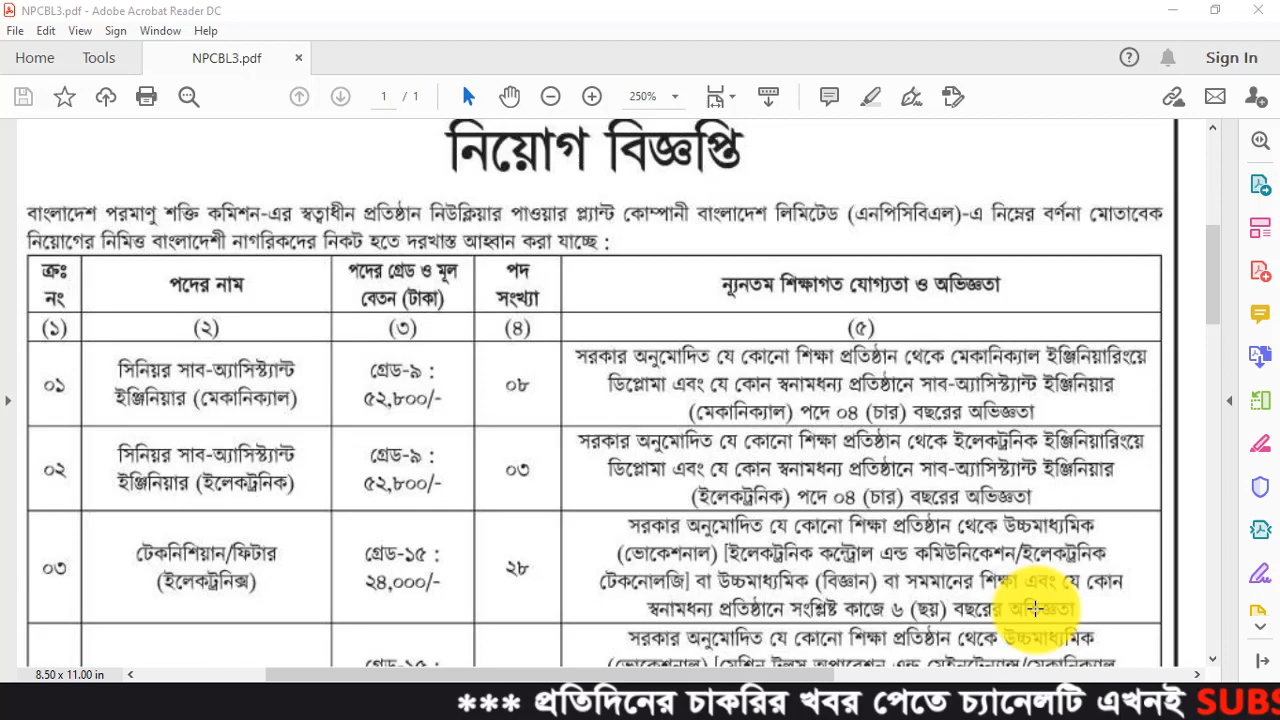 NPCBL3.pdf - Adobe Acrobat Reader DC
File Edit View Sign Window Help
Home Tools NPCBL3.pdf × Sign In
1 / 1 250%
নিয়োগ বিজ্ঞপ্তি
বাংলাদেশ পরমাণু শক্তি কমিশন-এর স্বত্বাধীন প্রতিষ্ঠান নিউক্লিয়ার পাওয়ার প্ল্যান্ট কোম্পানী বাংলাদেশ লিমিটেড (এনপিসিবিএল)-এ নিম্নের বর্ণনা মোতাবেক
নিয়োগের নিমিত্ত বাংলাদেশী নাগরিকদের নিকট হতে দরখাস্ত আহ্বান করা যাচ্ছে :
ক্রঃ নং
পদের নাম
পদের গ্রেড ও মূল বেতন (টাকা)
পদ সংখ্যা
ন্যূনতম শিক্ষাগত যোগ্যতা ও অভিজ্ঞতা
(১) (২) (৩) (৪) (৫)
০১
সিনিয়র সাব-অ্যাসিস্ট্যান্ট
ইঞ্জিনিয়ার (মেকানিক্যাল)
গ্রেড-৯ :
৫২,৮০০/-
০৮
সরকার অনুমোদিত যে কোনো শিক্ষা প্রতিষ্ঠান থেকে মেকানিক্যাল ইঞ্জিনিয়ারিংয়ে
ডিপ্লোমা এবং যে কোন স্বনামধন্য প্রতিষ্ঠানে সাব-অ্যাসিস্ট্যান্ট ইঞ্জিনিয়ার
(মেকানিক্যাল) পদে ০৪ (চার) বছরের অভিজ্ঞতা
০২
সিনিয়র সাব-অ্যাসিস্ট্যান্ট
ইঞ্জিনিয়ার (ইলেকট্রনিক)
গ্রেড-৯ :
৫২,৮০০/-
০৩
সরকার অনুমোদিত যে কোনো শিক্ষা প্রতিষ্ঠান থেকে ইলেকট্রনিক ইঞ্জিনিয়ারিংয়ে
ডিপ্লোমা এবং যে কোন স্বনামধন্য প্রতিষ্ঠানে সাব-অ্যাসিস্ট্যান্ট ইঞ্জিনিয়ার
(ইলেকট্রনিক) পদে ০৪ (চার) বছরের অভিজ্ঞতা
০৩
টেকনিশিয়ান/ফিটার
(ইলেকট্রনিক্স)
গ্রেড-১৫ :
২৪,০০০/-
২৮
সরকার অনুমোদিত যে কোনো শিক্ষা প্রতিষ্ঠান থেকে উচ্চমাধ্যমিক
(ভোকেশনাল) [ইলেকট্রনিক কন্ট্রোল এন্ড কমিউনিকেশন/ইলেকট্রনিক
টেকনোলজি] বা উচ্চমাধ্যমিক (বিজ্ঞান) বা সমমানের শিক্ষা এবং যে কোন
স্বনামধন্য প্রতিষ্ঠানে সংশ্লিষ্ট কাজে ৬ (ছয়) বছরের অভিজ্ঞতা
সরকার অনুমোদিত যে কোনো শিক্ষা প্রতিষ্ঠান থেকে উচ্চমাধ্যমিক
গ্রেড-১৫ :
(ভোকেশনাল) [মেশিন টুলস অপারেশন এন্ড মেইনটেন্যান্স/মেকানিক্যাল
8.50 x 11.00 in
*** প্রতিদিনের চাকরির খবর পেতে চ্যানেলটি এখনই SUBS